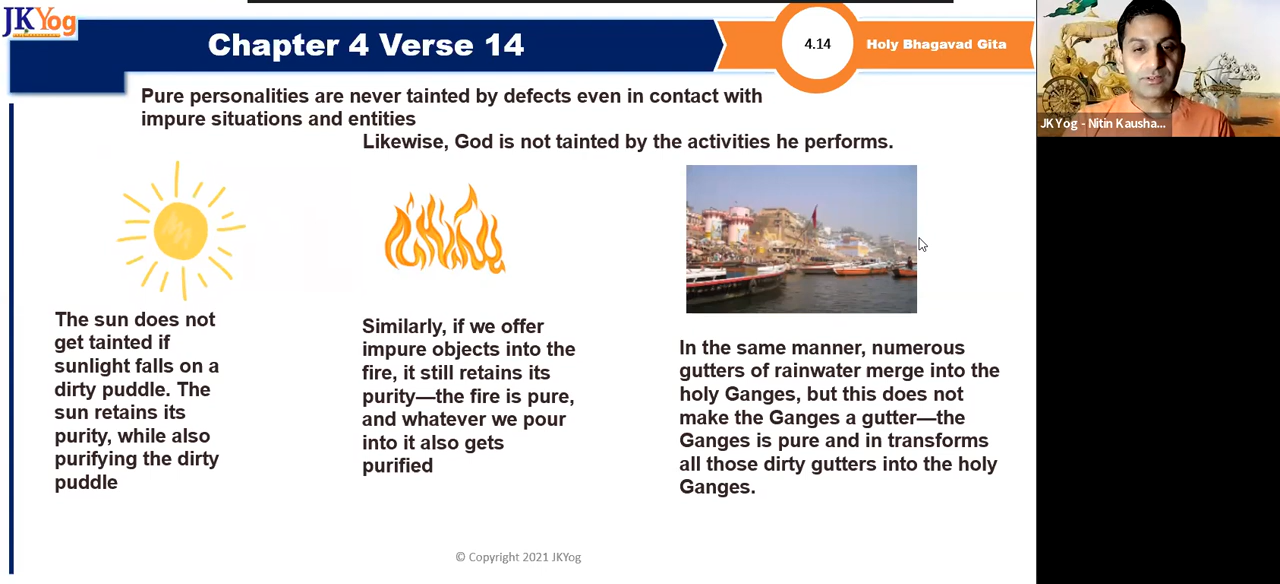 JKYog
Chapter 4 Verse 14
4.14
Holy Bhagavad Gita
Pure personalities are never tainted by defects even in contact with
impure situations and entities
Likewise, God is not tainted by the activities he performs.
The sun does not
get tainted if
sunlight falls on a
dirty puddle. The
sun retains its
purity, while also
purifying the dirty
puddle
Similarly, if we offer
impure objects into the
fire, it still retains its
purity—the fire is pure,
and whatever we pour
into it also gets
purified
In the same manner, numerous
gutters of rainwater merge into the
holy Ganges, but this does not
make the Ganges a gutter—the
Ganges is pure and in transforms
all those dirty gutters into the holy
Ganges.
© Copyright 2021 JKYog
JKYog - Nitin Kausha...